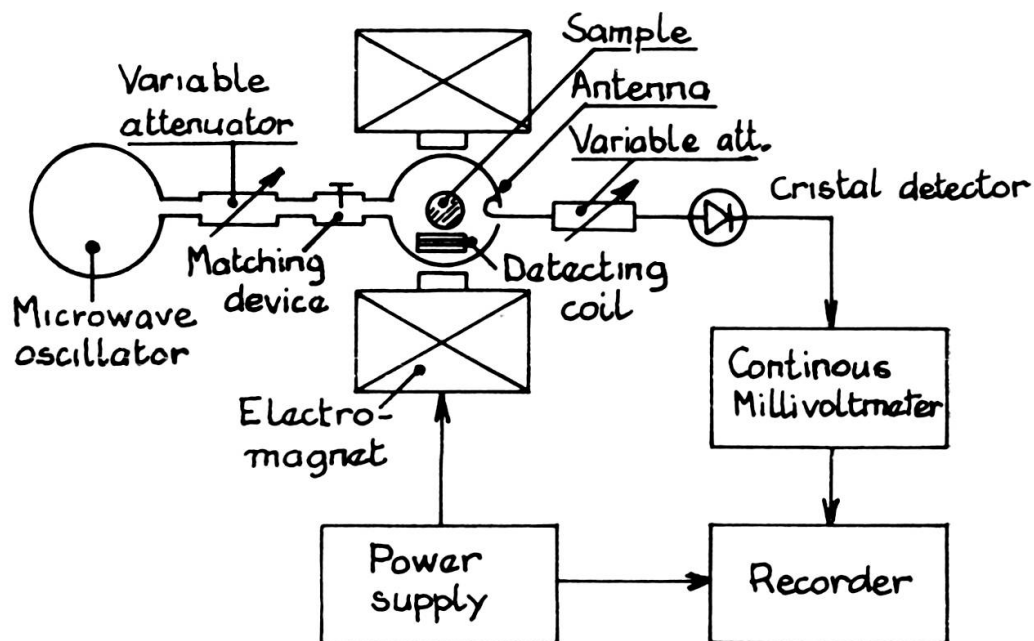 Sample
Variable
attenuator
Antenna
Variable att.
Cristal detector
Matching
device
Detecting
coil
Microwave
oscillator
Continous
Millivoltmeter
Electro-
magnet
Power
supply
Recorder